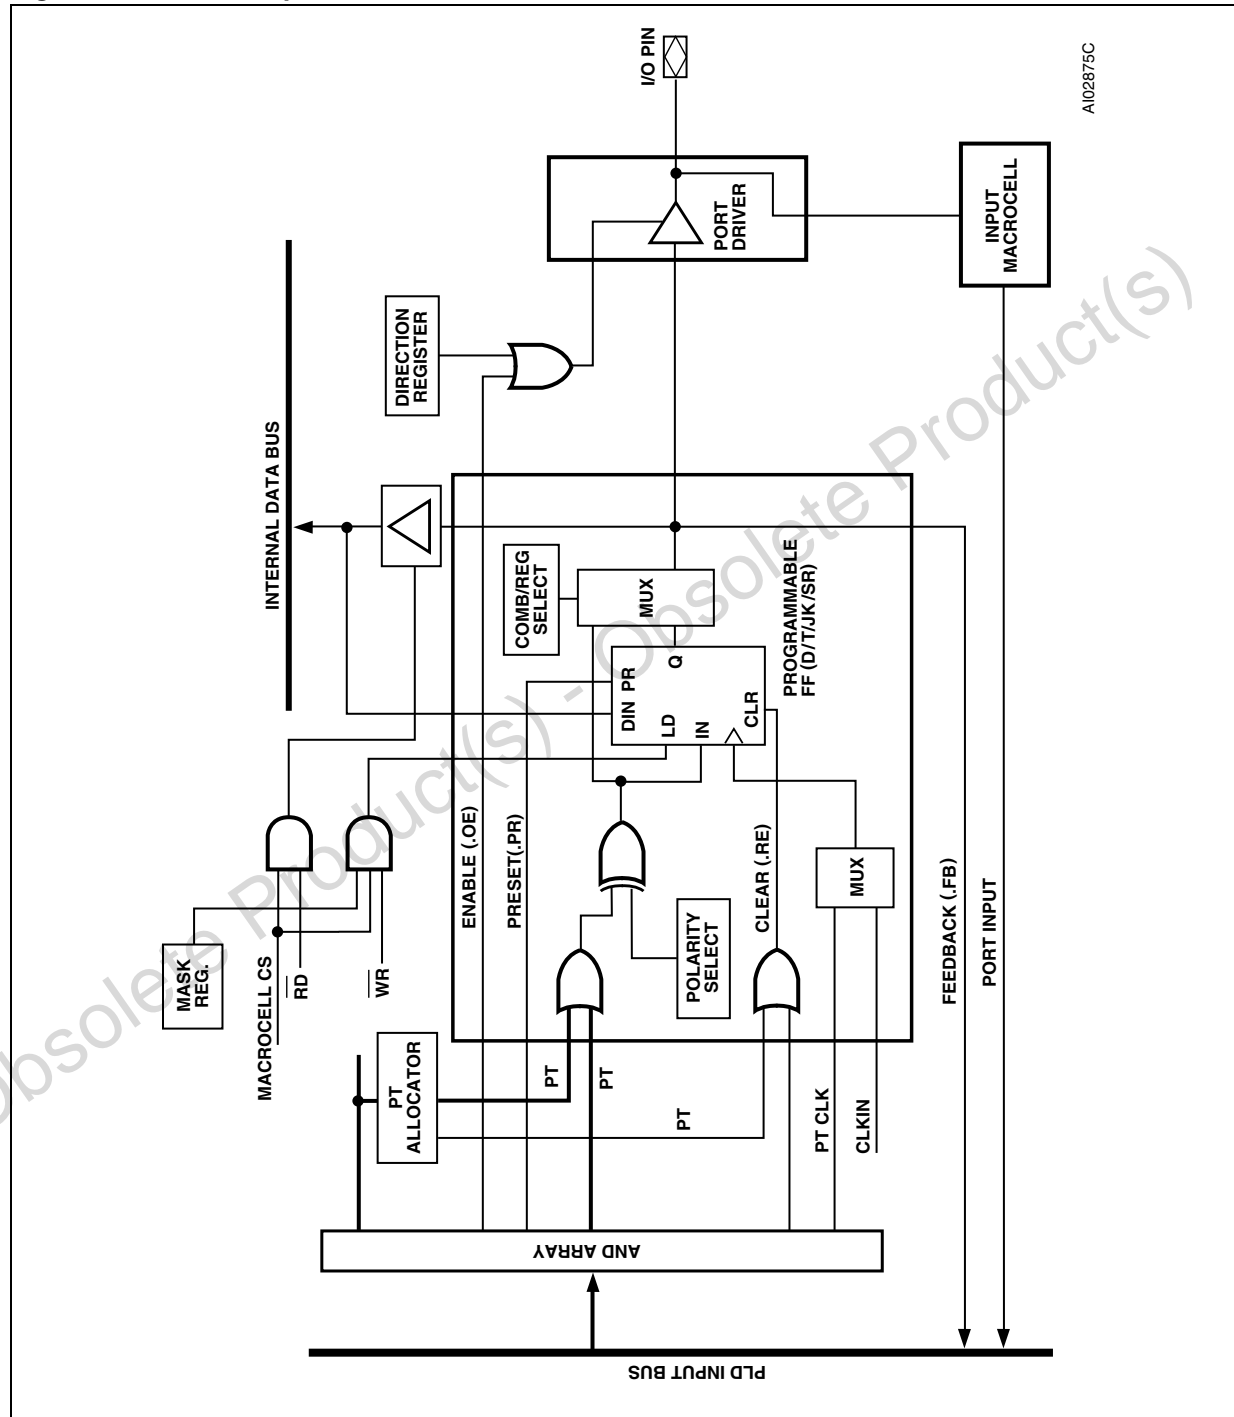 I/O PIN
AI02875C
PORT
DRIVER
INPUT
MACROCELL
DIRECTION
REGISTER
INTERNAL DATA BUS
COMB/REG
SELECT
MUX
PROGRAMMABLE
FF (D/T/JK/SR)
DIN
PR
LD
Q
IN
CLR
ENABLE (.OE)
PRESET(.PR)
CLEAR (.RE)
MUX
POLARITY
SELECT
FEEDBACK (.FB)
PORT INPUT
MASK
REG.
MACROCELL CS
RD
WR
PT
ALLOCATOR
PT
PT
PT
PT CLK
CLKIN
AND ARRAY
PLD INPUT BUS
Obsolete Product(s) - Obsolete Product(s)